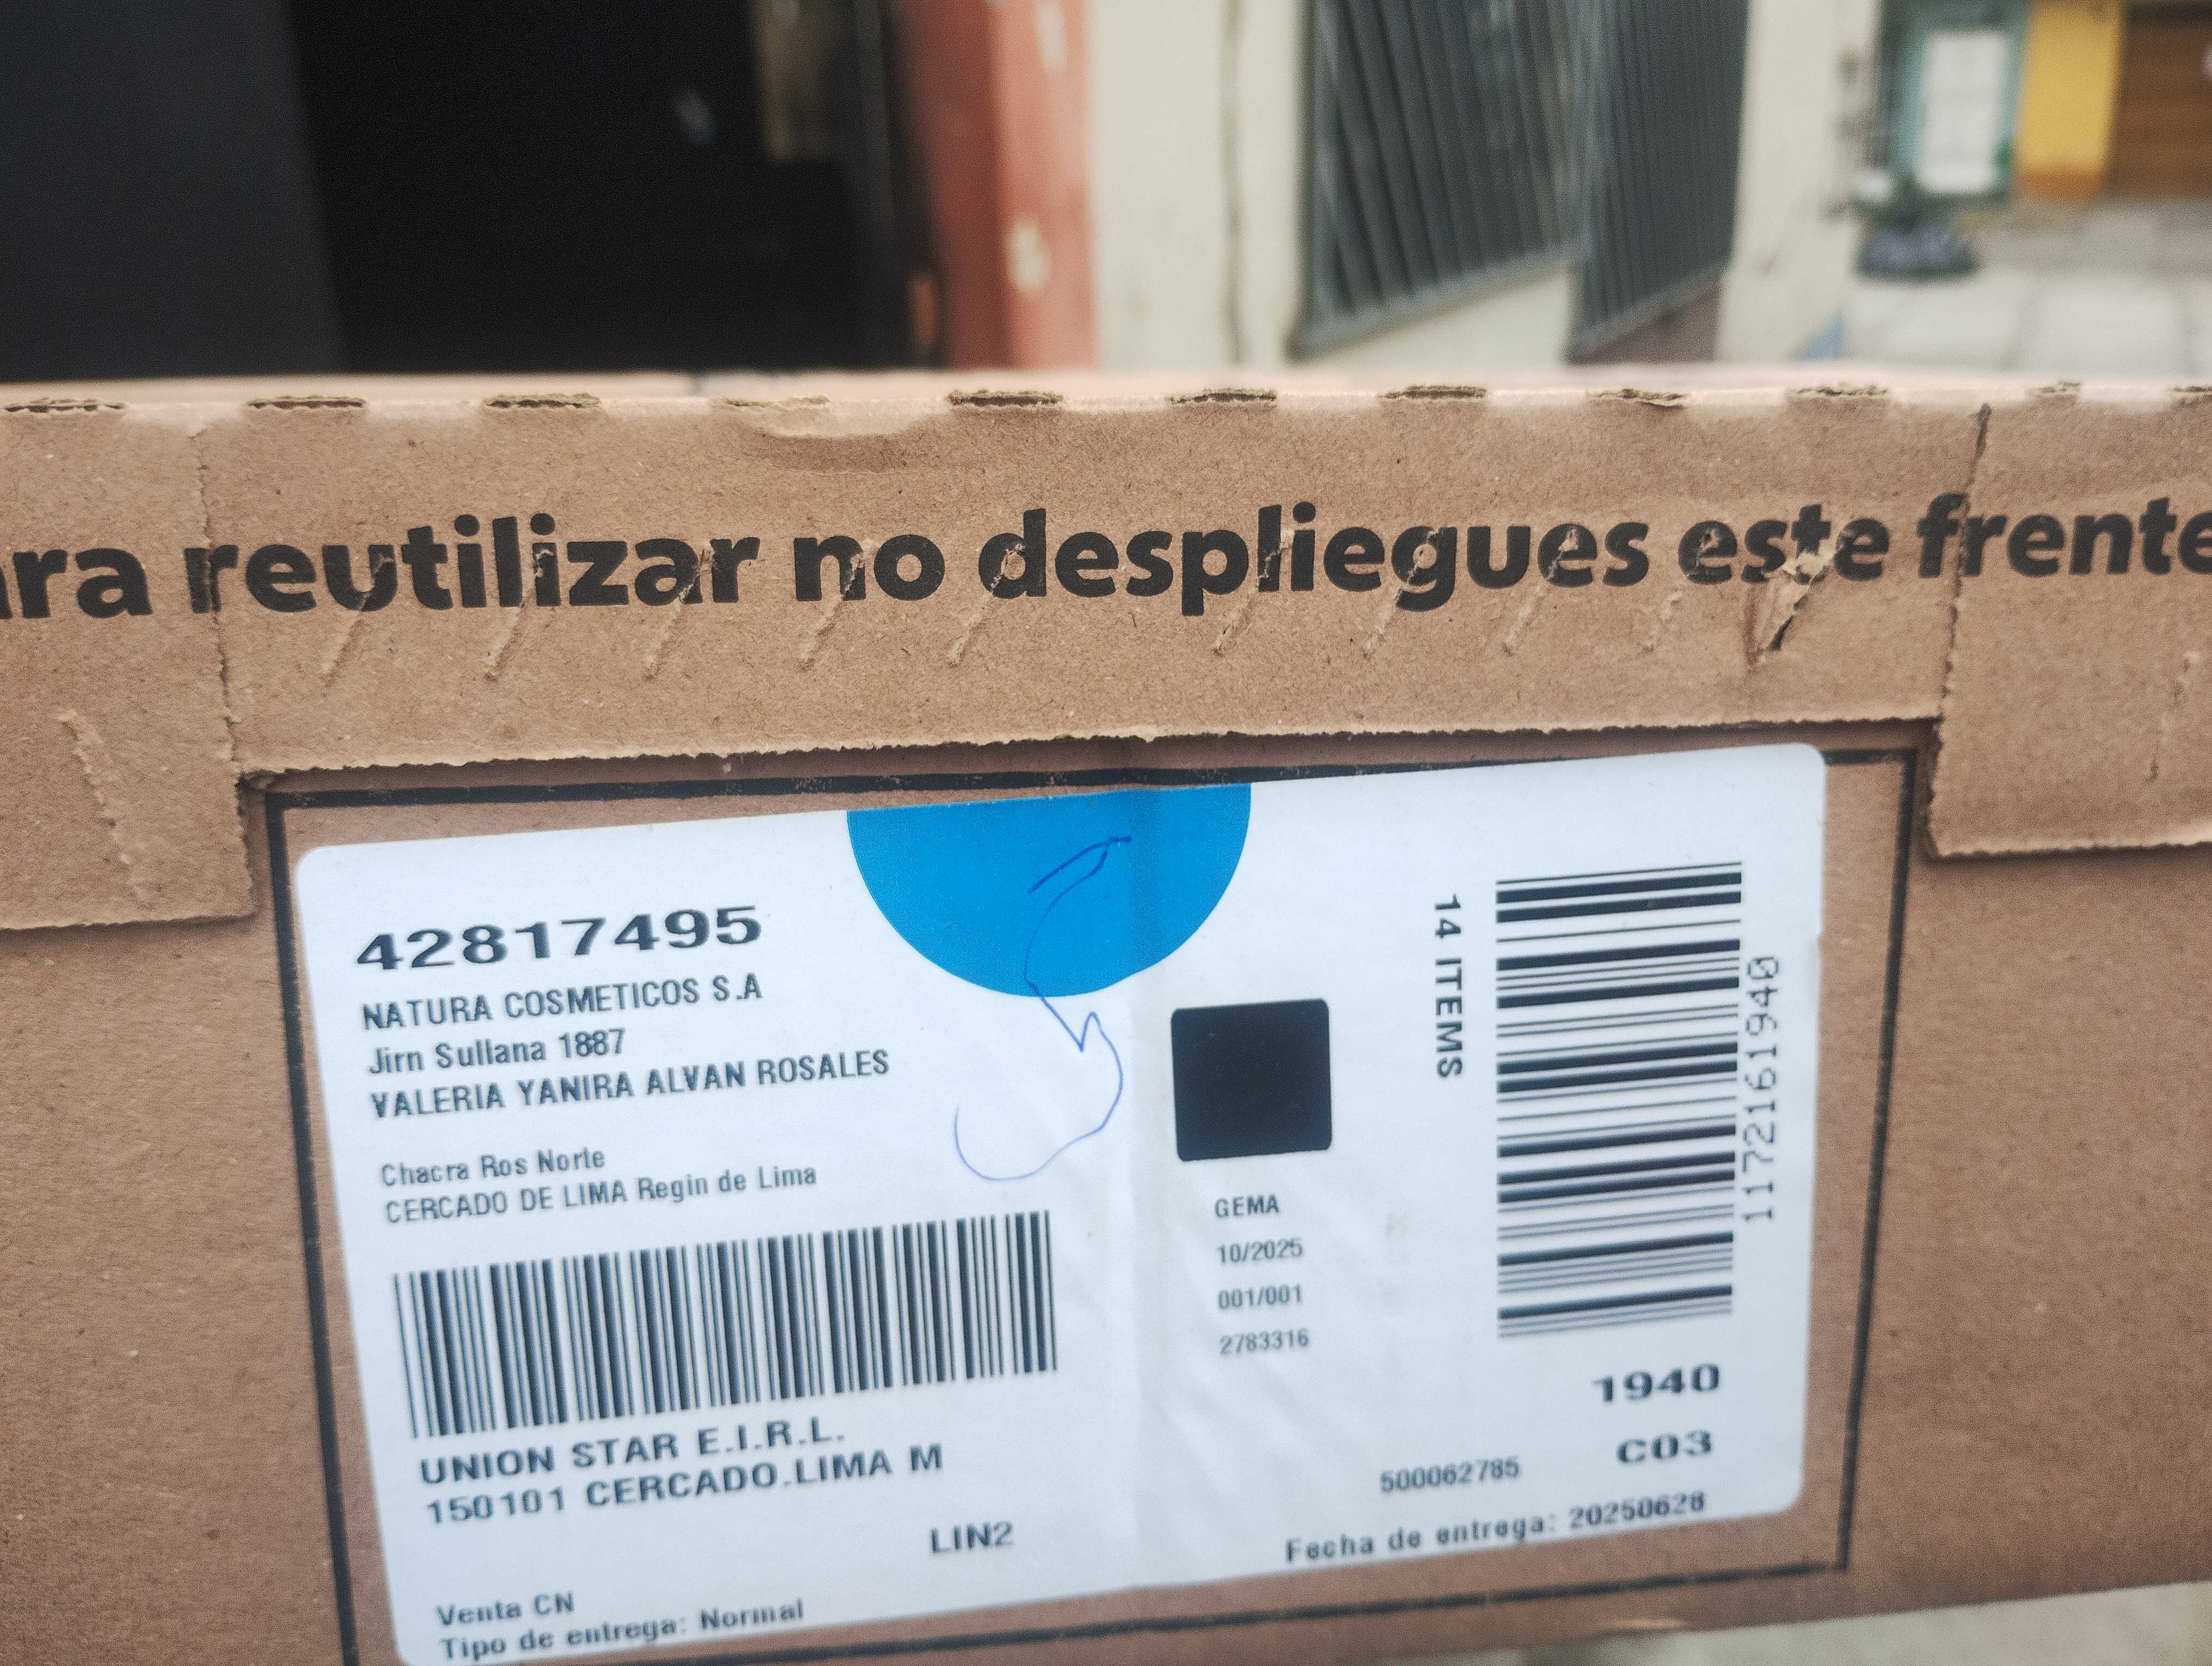 ara reutilizar no despliegues este frente
42817495
NATURA COSMETICOS S.A
Jirn Sullana 1887
VALERIA YANIRA ALVAN ROSALES
Chacra Ros Norte
CERCADO DE LIMA Regin de Lima
UNION STAR E.I.R.L.
150101 CERCADO.LIMA M
LIN2
Venta CN
Tipo de entrega: Normal
GEMA
10/2025
001/001
2783316
14 ITEMS
1172161940
1940
C03
500062785
Fecha de entrega: 20250628